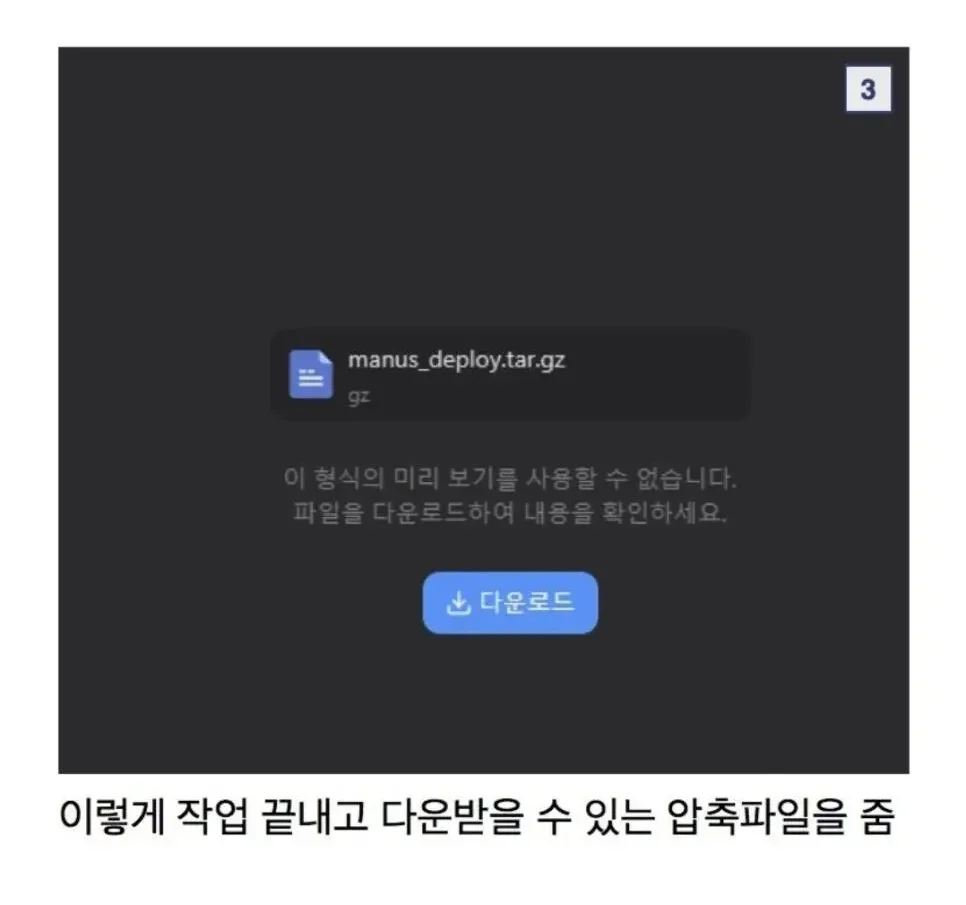 3
manus_deploy.tar.gz
gz
이 형식의 미리 보기를 사용할 수 없습니다.
파일을 다운로드하여 내용을 확인하세요.
다운로드
이렇게 작업 끝내고 다운받을 수 있는 압축파일을 줌